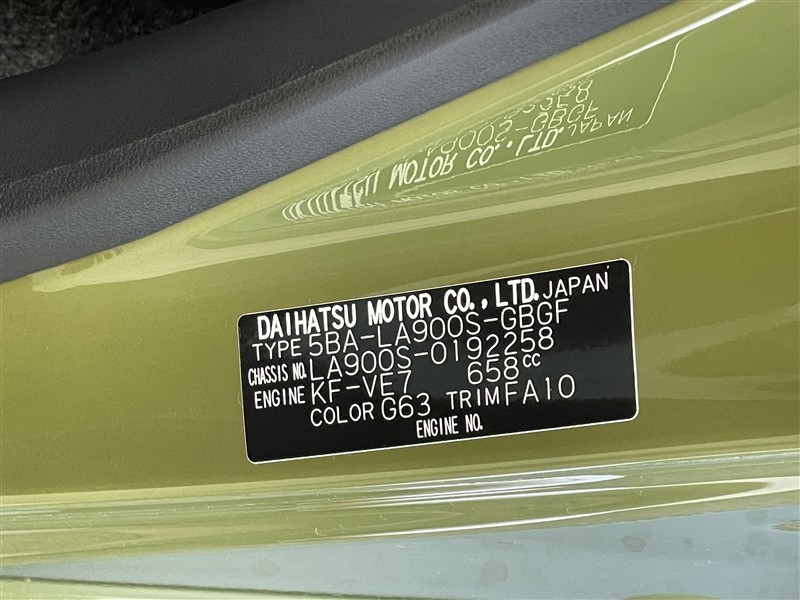 DAIHATSU MOTOR CO., LTD. JAPAN
TYPE 5BA-LA900S-GBGF
CHASSIS NO. LA900S-0192258
ENGINE KF-VE7 658cc
COLOR G63 TRIM FA10
ENGINE NO.